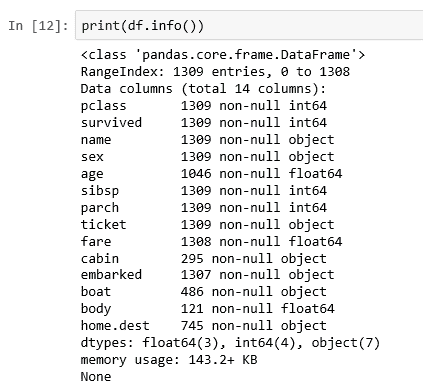 In [12]: print(df.info())
<class 'pandas.core.frame.DataFrame'>
RangeIndex: 1309 entries, 0 to 1308
Data columns (total 14 columns):
pclass       1309 non-null int64
survived     1309 non-null int64
name         1309 non-null object
sex          1309 non-null object
age          1046 non-null float64
sibsp        1309 non-null int64
parch        1309 non-null int64
ticket       1309 non-null object
fare         1308 non-null float64
cabin        295 non-null object
embarked     1307 non-null object
boat         486 non-null object
body         121 non-null float64
home.dest    745 non-null object
dtypes: float64(3), int64(4), object(7)
memory usage: 143.2+ KB
None